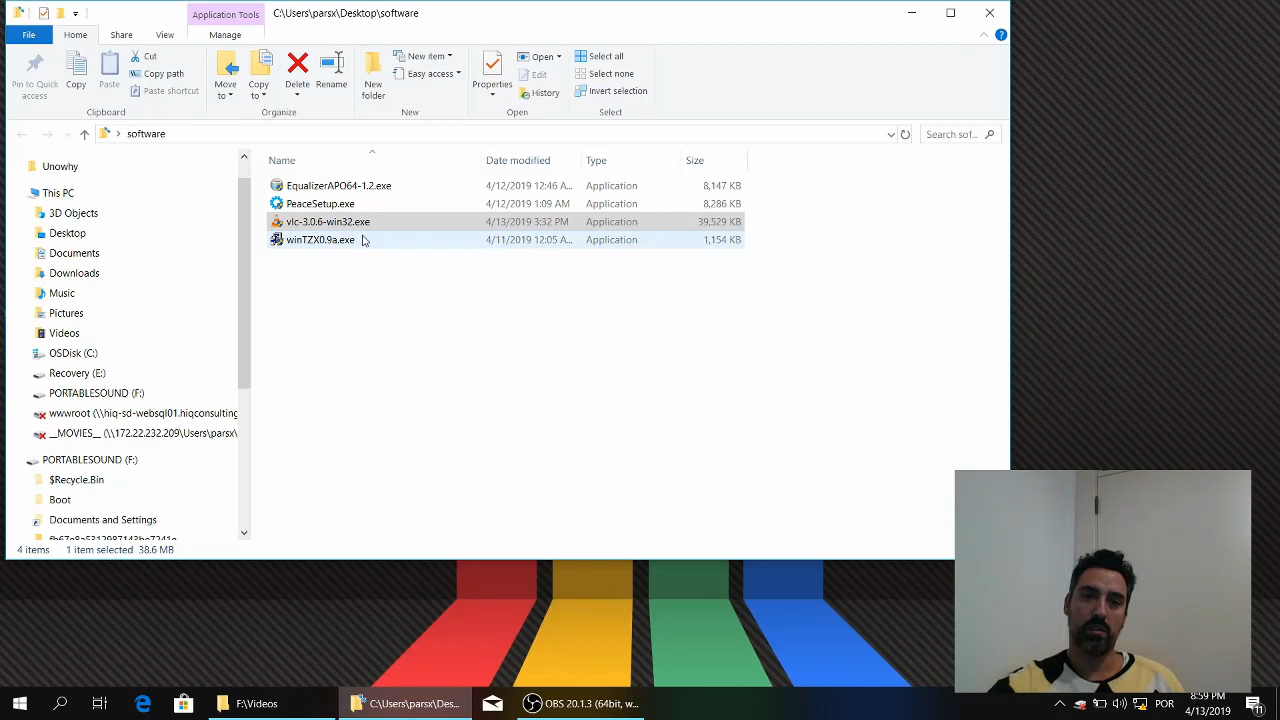 Application Tools
C:\Users\parsx\Desktop\software
File
Home
Share
View
Manage
Pin to Quick access
Copy
Paste
Cut
Copy path
Paste shortcut
Clipboard
Move to
Copy to
Delete
Rename
Organize
New folder
New item
Easy access
New
Properties
Open
Edit
History
Open
Select all
Select none
Invert selection
Select
software
Search sof...
Name
Date modified
Type
Size
EqualizerAPO64-1.2.exe 4/12/2019 12:46 A... Application 8,147 KB
PeaceSetup.exe 4/12/2019 1:09 AM Application 8,286 KB
vlc-3.0.6-win32.exe 4/13/2019 3:32 PM Application 39,529 KB
winTZX0.9a.exe 4/11/2019 12:05 A... Application 1,154 KB
Unowhy
This PC
3D Objects
Desktop
Documents
Downloads
Music
Pictures
Videos
OSDisk (C:)
Recovery (E:)
PORTABLESOUND (F:)
wwwroot (\\hiq-sd-websql01.hiqconsulting
__MOVIES__ (\\172.22.232.209\Users\parsx\
PORTABLESOUND (F:)
$Recycle.Bin
Boot
Documents and Settings
4 items 1 item selected 38.6 MB
F:\Videos
C:\Users\parsx\Des...
OBS 20.1.3 (64bit, w...
POR
8:59 PM
4/13/2019
11